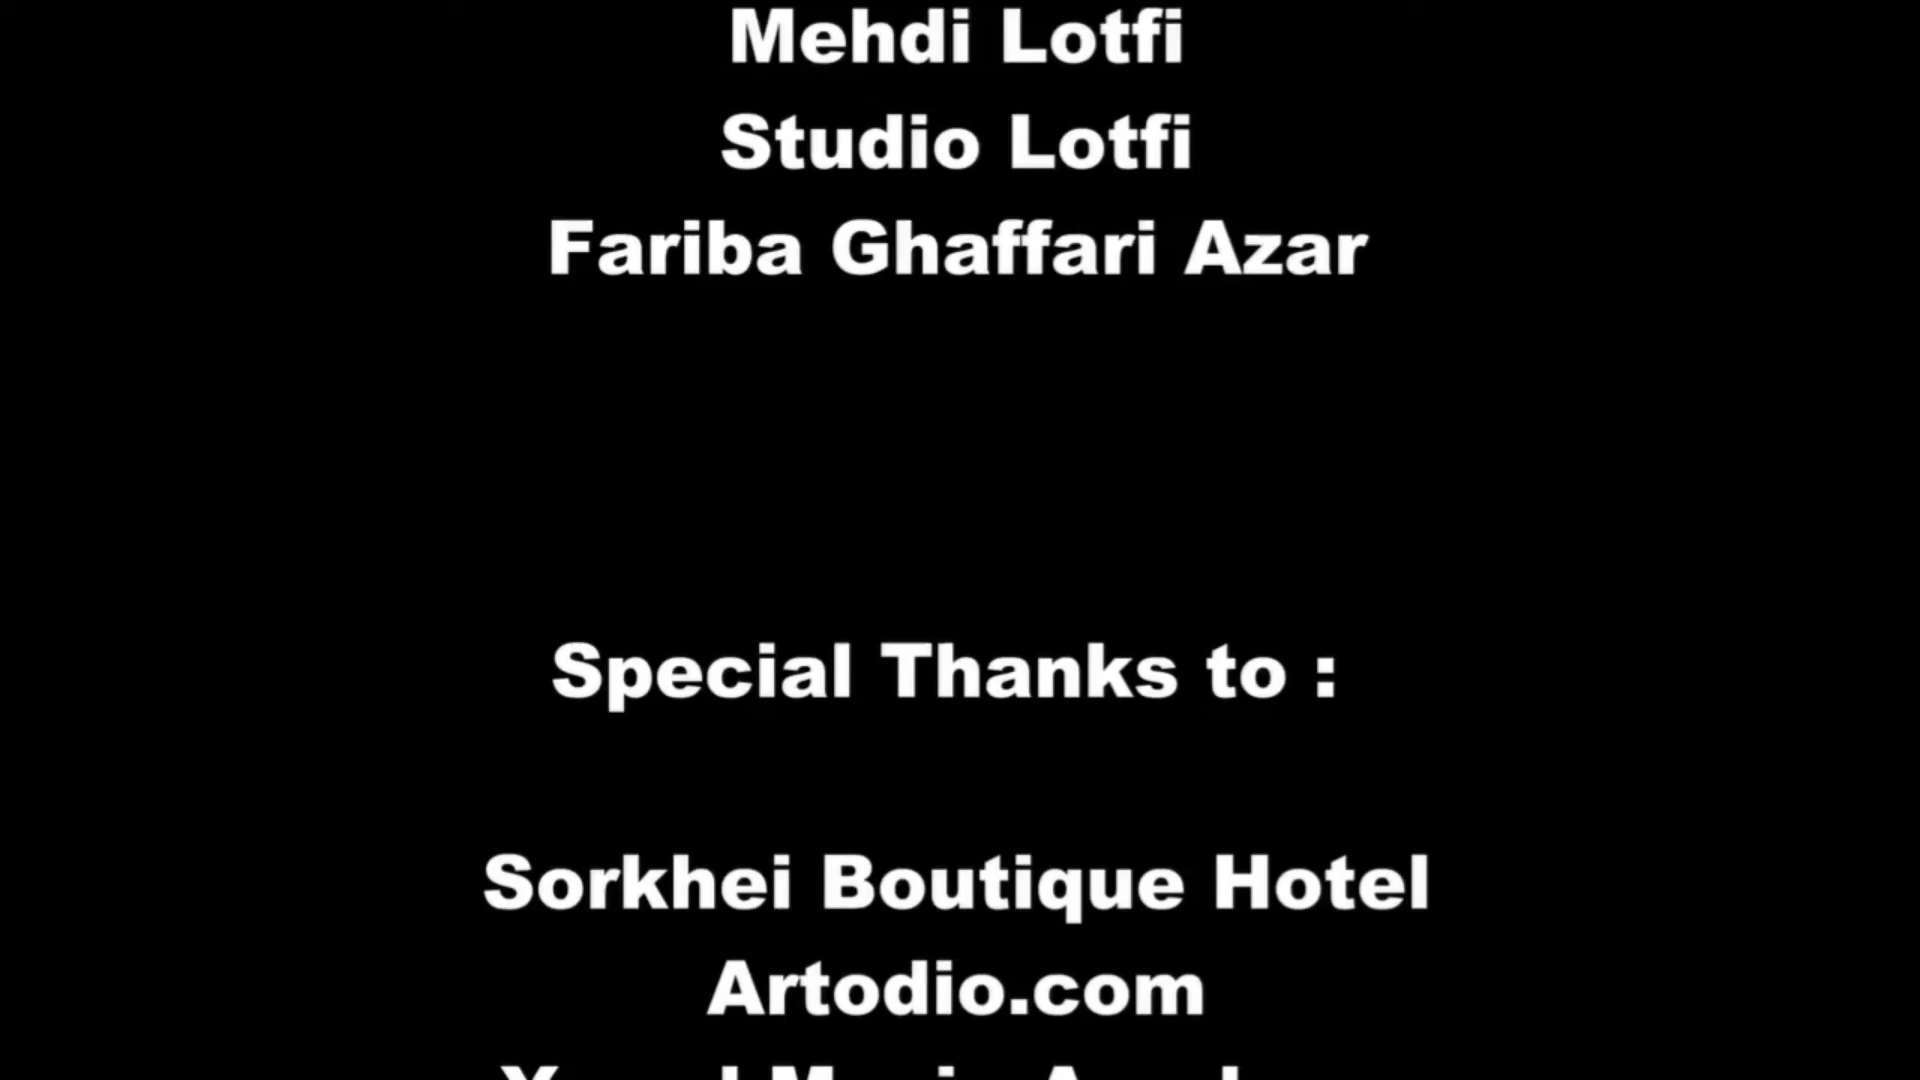 Mehdi Lotfi
Studio Lotfi
Fariba Ghaffari Azar
Special Thanks to :
Sorkhei Boutique Hotel
Artodio.com